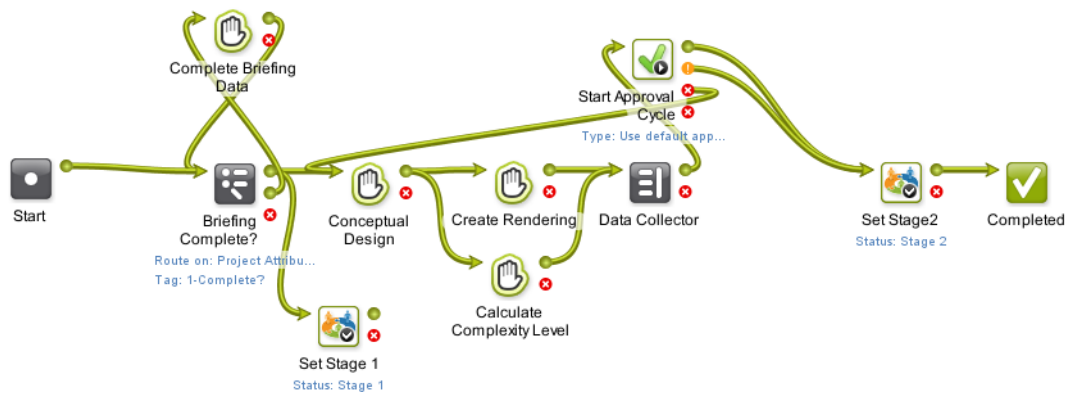 Complete Briefing
Data
Start Approval
Cycle
Type: Use default app...
Start
Briefing
Complete?
Route on: Project Attribu...
Tag: 1-Complete?
Conceptual
Design
Create Rendering
Data Collector
Set Stage2
Status: Stage 2
Completed
Calculate
Complexity Level
Set Stage 1
Status: Stage 1